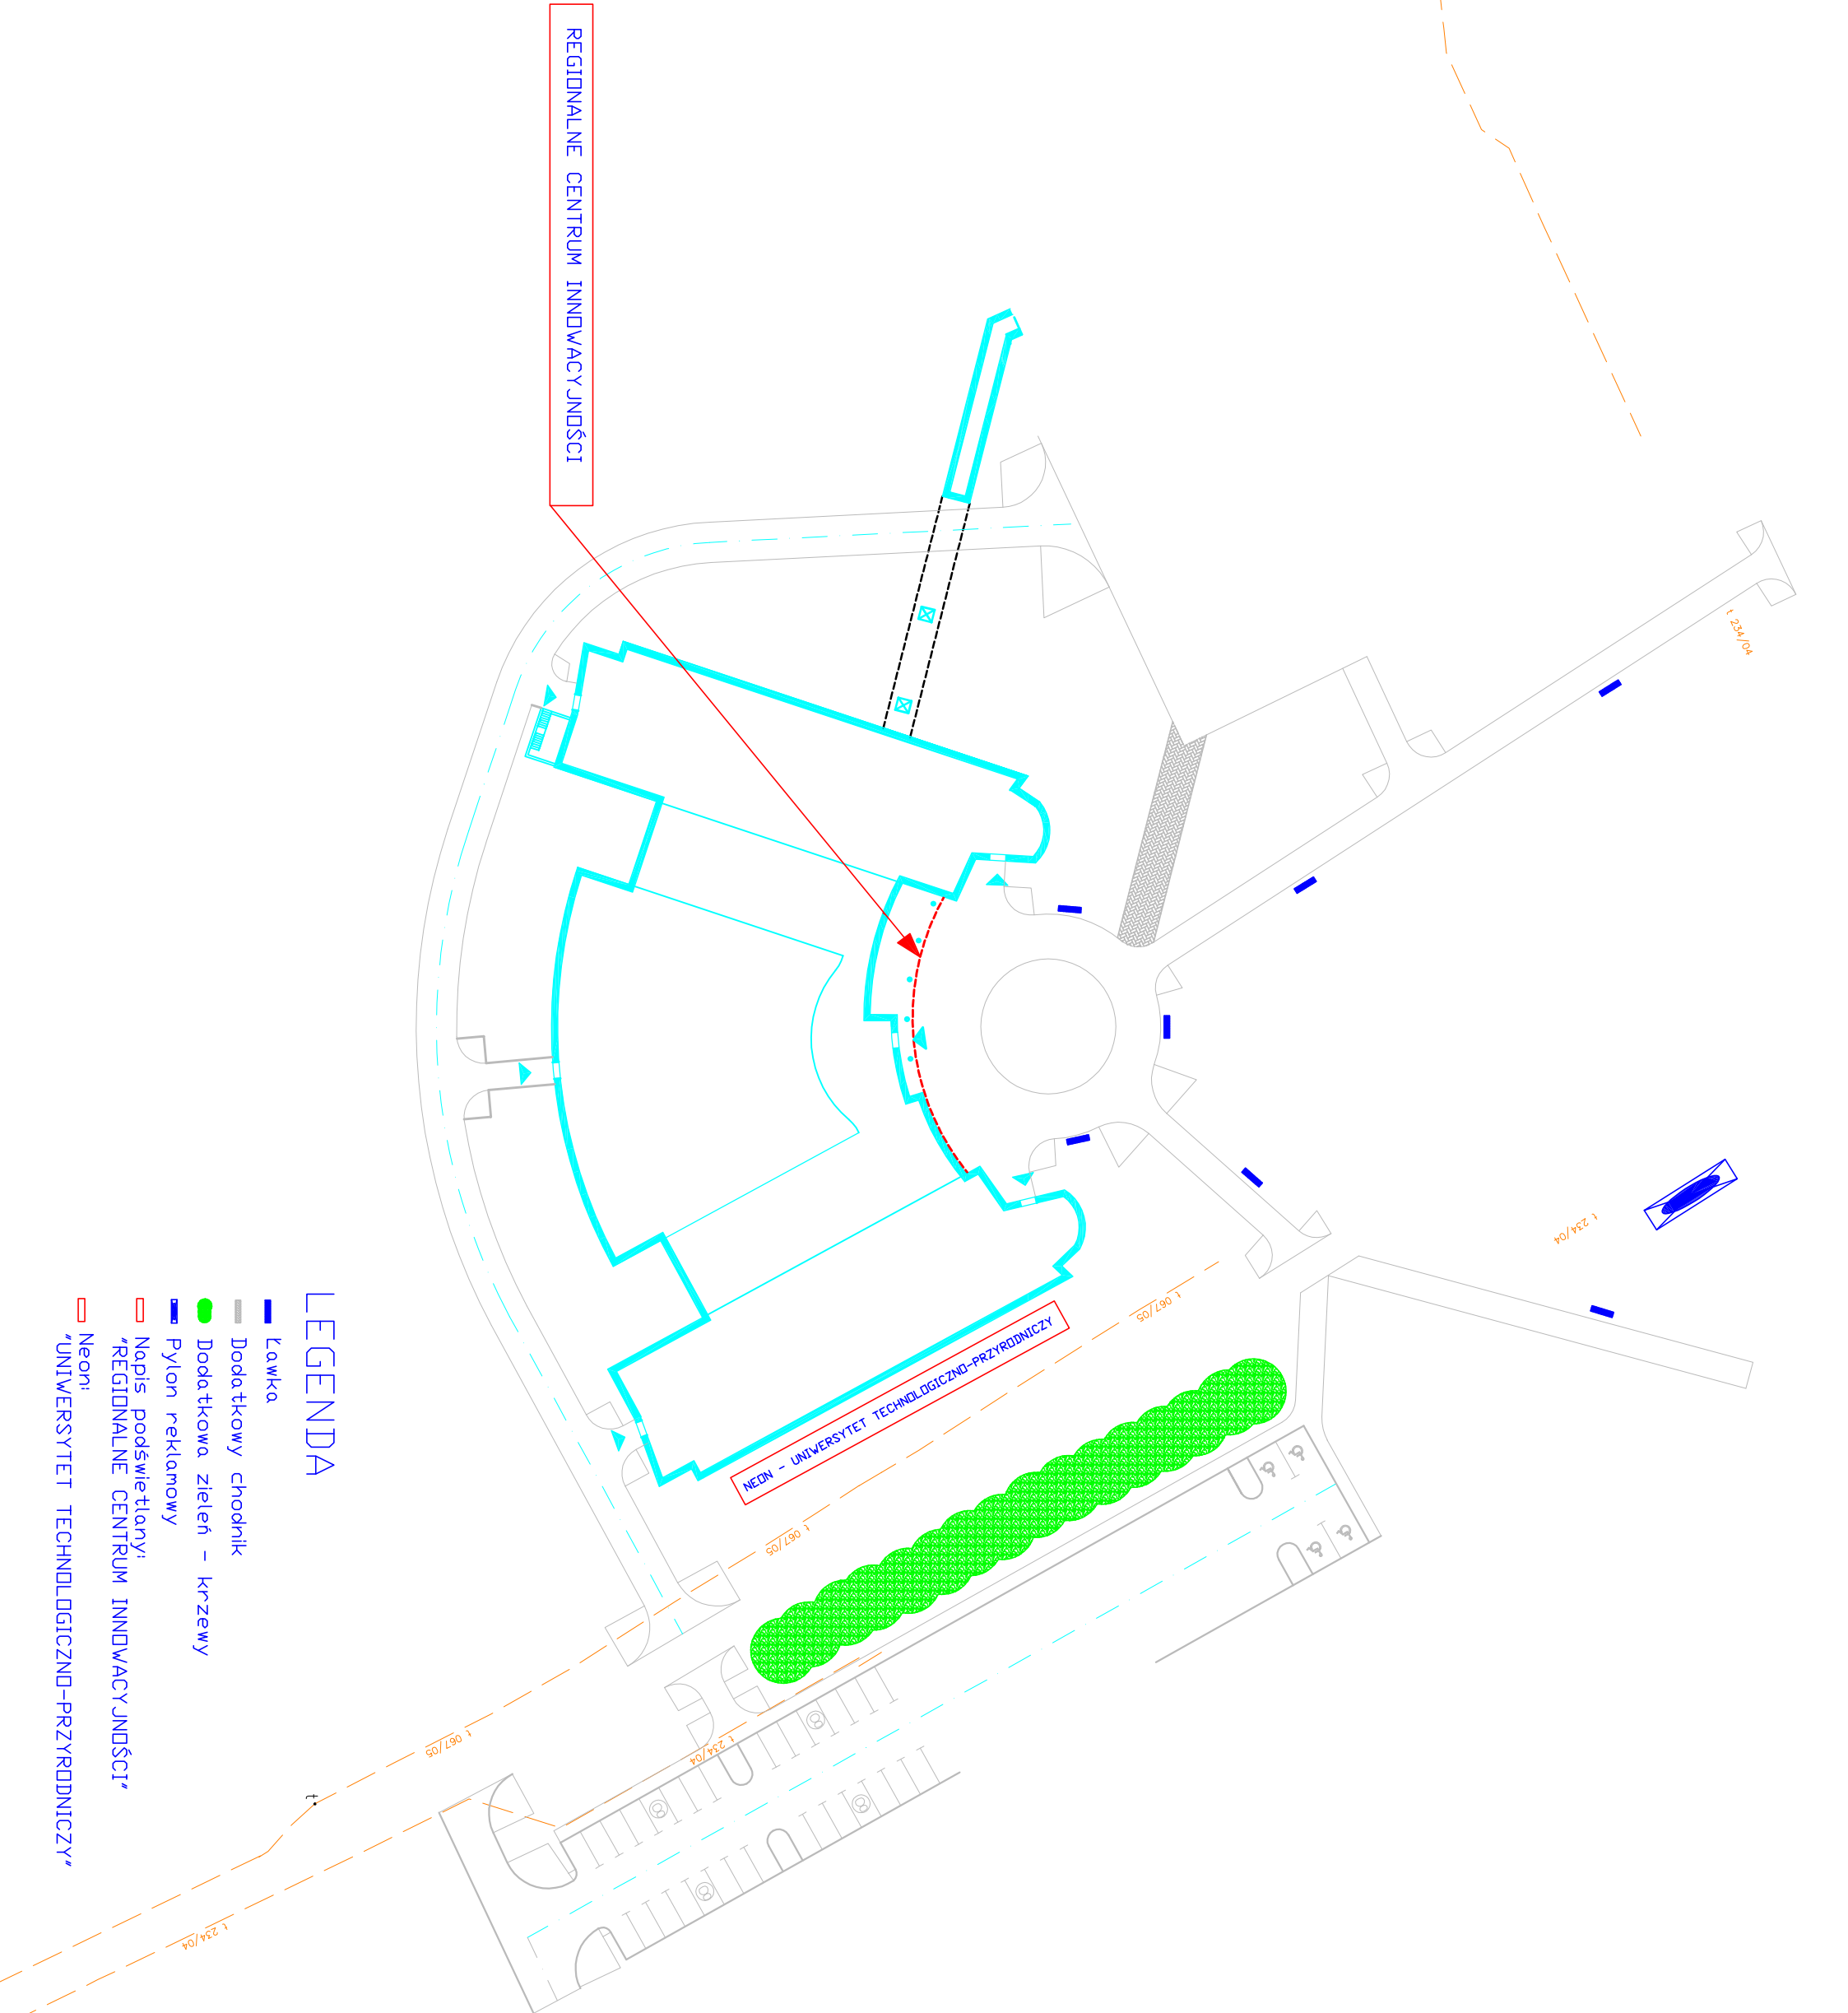 REGIONALNE CENTRUM INNOWACYJNOŚCI
t 234/04
t 234/04
t 067/05
NEON - UNIWERSYTET TECHNOLOGICZNO-PRZYRODNICZY
t 067/05
t 067/05
t 234/04
t
t 234/04
LEGENDA
Ławka
Dodatkowy chodnik
Dodatkowa zieleń - krzewy
Pylon reklamowy
Napis podświetlany:
"REGIONALNE CENTRUM INNOWACYJNOŚCI"
Neon:
"UNIWERSYTET TECHNOLOGICZNO-PRZYRODNICZY"